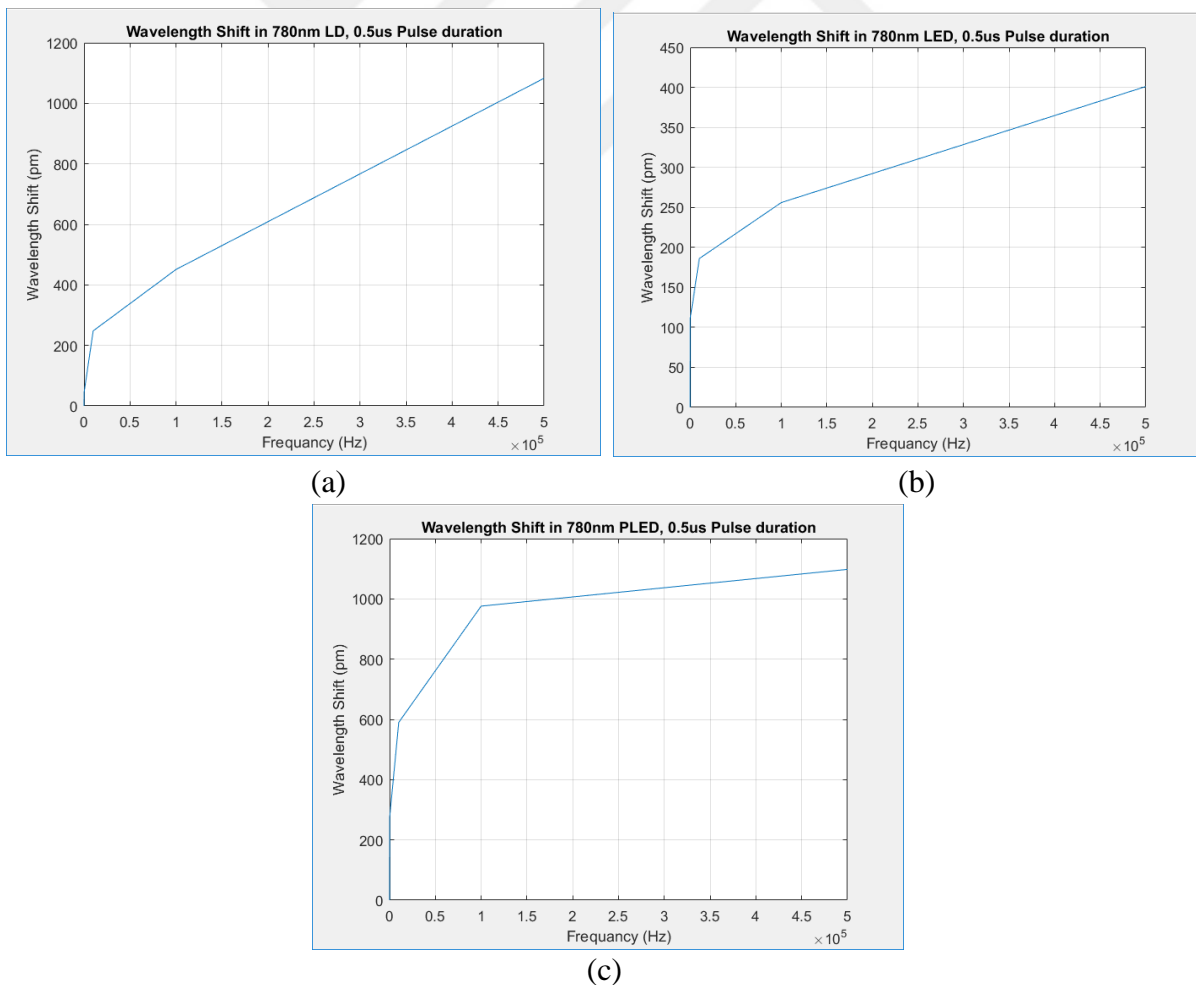 Wavelength Shift in 780nm LD, 0.5us Pulse duration
1200
1000
800
600
400
200
0
Wavelength Shift (pm)
0 0.5 1 1.5 2 2.5 3 3.5 4 4.5 5
Frequancy (Hz)
×10^5
(a)
Wavelength Shift in 780nm LED, 0.5us Pulse duration
450
400
350
300
250
200
150
100
50
0
Wavelength Shift (pm)
0 0.5 1 1.5 2 2.5 3 3.5 4 4.5 5
Frequancy (Hz)
×10^5
(b)
Wavelength Shift in 780nm PLED, 0.5us Pulse duration
1200
1000
800
600
400
200
0
Wavelength Shift (pm)
0 0.5 1 1.5 2 2.5 3 3.5 4 4.5 5
Frequancy (Hz)
×10^5
(c)